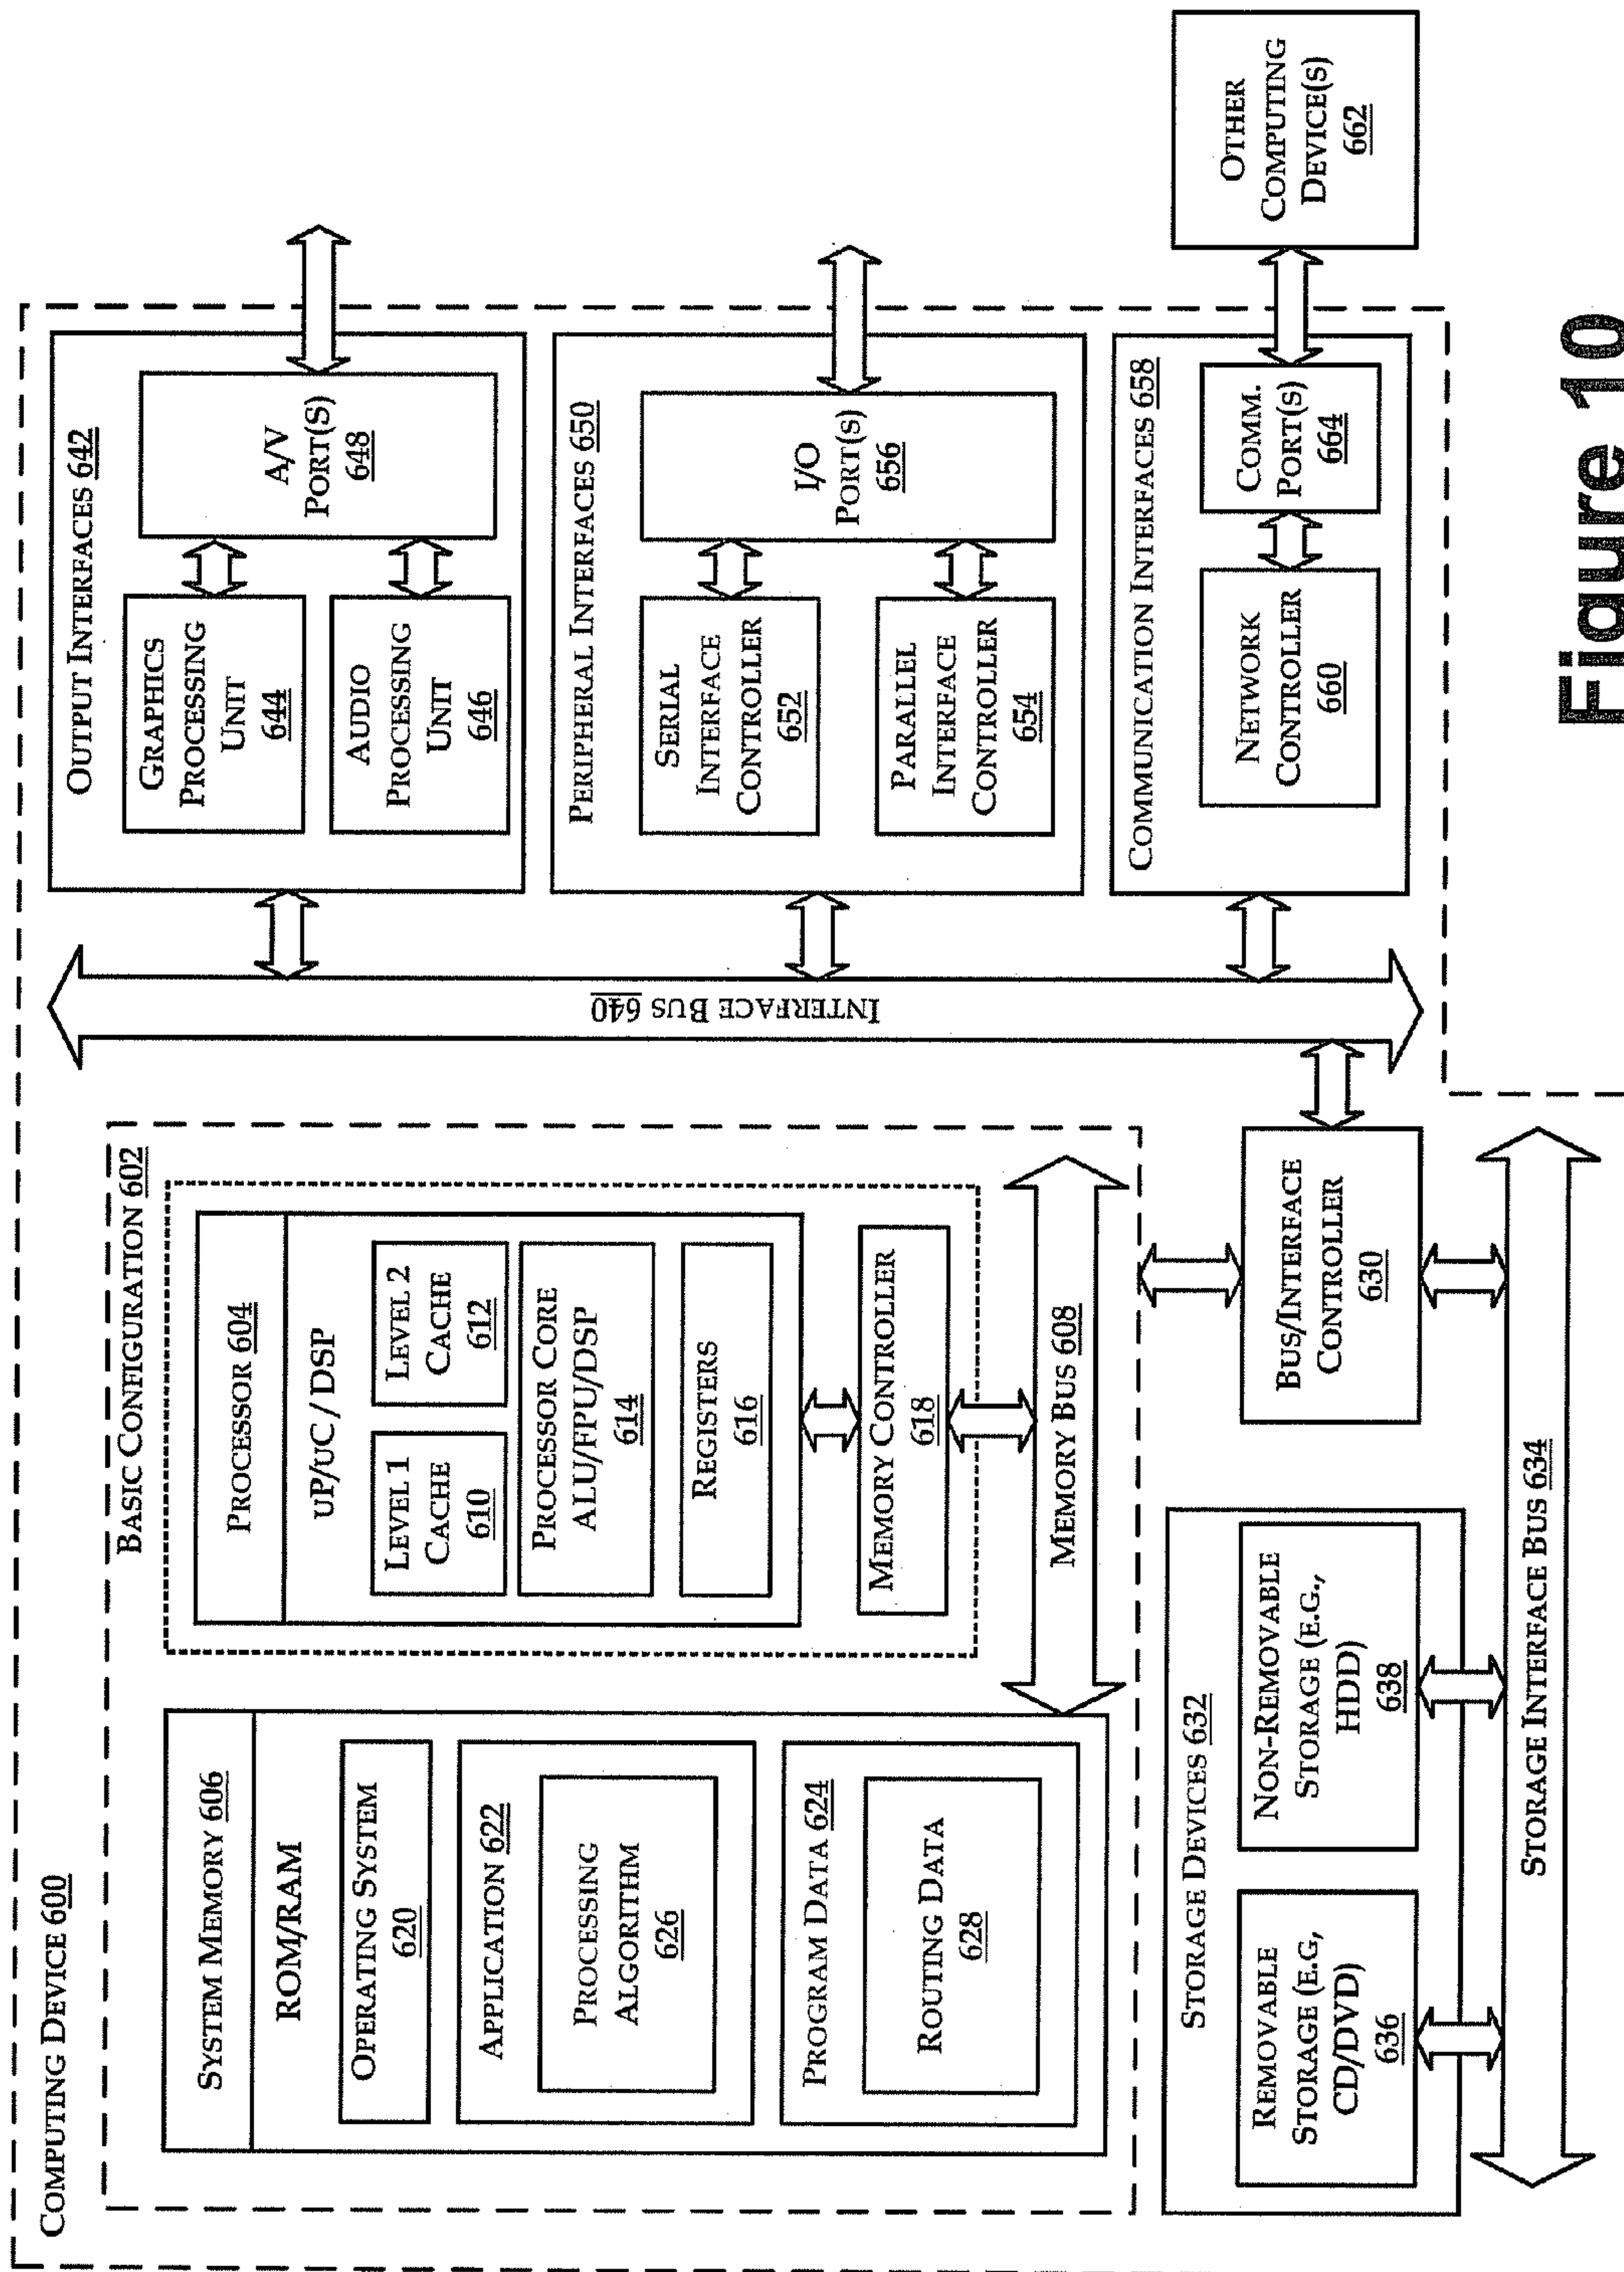 COMPUTING DEVICE 600
BASIC CONFIGURATION 602
SYSTEM MEMORY 606
ROM/RAM
OPERATING SYSTEM
620
APPLICATION 622
PROCESSING
ALGORITHM
626
PROGRAM DATA 624
ROUTING DATA
628
PROCESSOR 604
uP/uC / DSP
LEVEL 1
CACHE
610
LEVEL 2
CACHE
612
PROCESSOR CORE
ALU/FPU/DSP
614
REGISTERS
616
MEMORY CONTROLLER
618
MEMORY BUS 608
BUS/INTERFACE
CONTROLLER
630
STORAGE DEVICES 632
REMOVABLE
STORAGE (E.G,
CD/DVD)
636
NON-REMOVABLE
STORAGE (E.G.,
HDD)
638
STORAGE INTERFACE BUS 634
INTERFACE BUS 640
OUTPUT INTERFACES 642
GRAPHICS
PROCESSING
UNIT
644
AUDIO
PROCESSING
UNIT
646
A/V
PORT(S)
648
PERIPHERAL INTERFACES 650
SERIAL
INTERFACE
CONTROLLER
652
PARALLEL
INTERFACE
CONTROLLER
654
I/O
PORT(S)
656
COMMUNICATION INTERFACES 658
NETWORK
CONTROLLER
660
COMM.
PORT(S)
664
OTHER
COMPUTING
DEVICE(S)
662
Figure 10